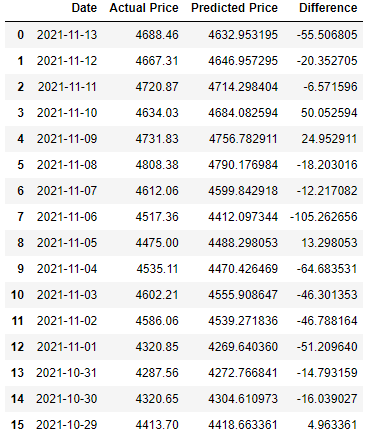 Date Actual Price Predicted Price Difference
0 2021-11-13 4688.46 4632.953195 -55.506805
1 2021-11-12 4667.31 4646.957295 -20.352705
2 2021-11-11 4720.87 4714.298404 -6.571596
3 2021-11-10 4634.03 4684.082594 50.052594
4 2021-11-09 4731.83 4756.782911 24.952911
5 2021-11-08 4808.38 4790.176984 -18.203016
6 2021-11-07 4612.06 4599.842918 -12.217082
7 2021-11-06 4517.36 4412.097344 -105.262656
8 2021-11-05 4475.00 4488.298053 13.298053
9 2021-11-04 4535.11 4470.426469 -64.683531
10 2021-11-03 4602.21 4555.908647 -46.301353
11 2021-11-02 4586.06 4539.271836 -46.788164
12 2021-11-01 4320.85 4269.640360 -51.209640
13 2021-10-31 4287.56 4272.766841 -14.793159
14 2021-10-30 4320.65 4304.610973 -16.039027
15 2021-10-29 4413.70 4418.663361 4.963361